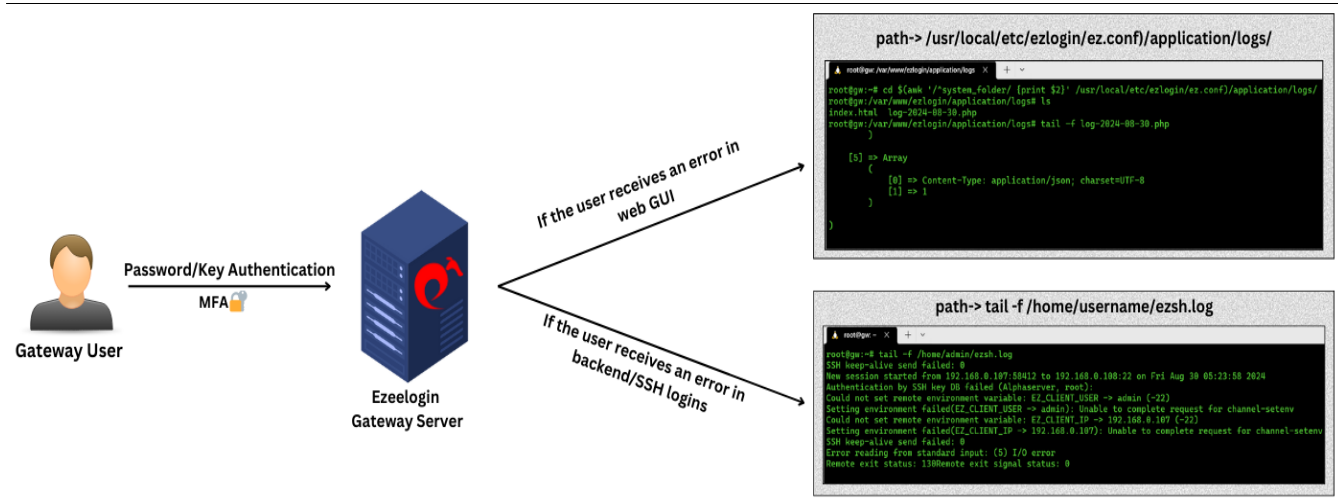 path-> /usr/local/etc/ezlogin/ez.conf)/application/logs/
root@gw: /var/www/ezlogin/application/logs
root@gw:~# cd $(awk '/^system_folder/ {print $2}' /usr/local/etc/ezlogin/ez.conf)/application/logs/
root@gw:/var/www/ezlogin/application/logs# ls
index.html  log-2024-08-30.php
root@gw:/var/www/ezlogin/application/logs# tail -f log-2024-08-30.php
)
[5] => Array
(
[0] => Content-Type: application/json; charset=UTF-8
[1] => 1
)
)
If the user receives an error in
web GUI
Password/Key Authentication
MFA
Gateway User
Ezeelogin
Gateway Server
If the user receives an error in
backend/SSH logins
path-> tail -f /home/username/ezsh.log
root@gw: ~
root@gw:~# tail -f /home/admin/ezsh.log
SSH keep-alive send failed: 0
New session started from 192.168.0.107:58412 to 192.168.0.108:22 on Fri Aug 30 05:23:58 2024
Authentication by SSH key DB failed (Alphaserver, root):
Could not set remote environment variable: EZ_CLIENT_USER -> admin (-22)
Setting environment failed(EZ_CLIENT_USER -> admin): Unable to complete request for channel-setenv
Could not set remote environment variable: EZ_CLIENT_IP -> 192.168.0.107 (-22)
Setting environment failed(EZ_CLIENT_IP -> 192.168.0.107): Unable to complete request for channel-setenv
SSH keep-alive send failed: 0
Error reading from standard input: (5) I/O error
Remote exit status: 130Remote exit signal status: 0